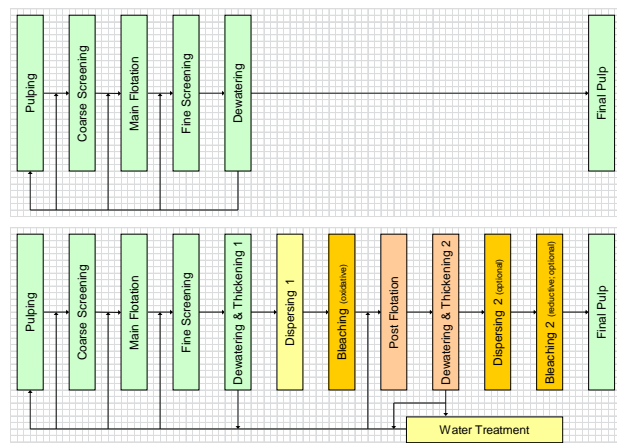 Pulping
Coarse Screening
Main Flotation
Fine Screening
Dewatering
Final Pulp
Pulping
Coarse Screening
Main Flotation
Fine Screening
Dewatering & Thickening 1
Dispersing 1
Bleaching (oxidative)
Post Flotation
Dewatering & Thickening 2
Dispersing 2 (optional)
Bleaching 2 (reductive; optional)
Final Pulp
Water Treatment